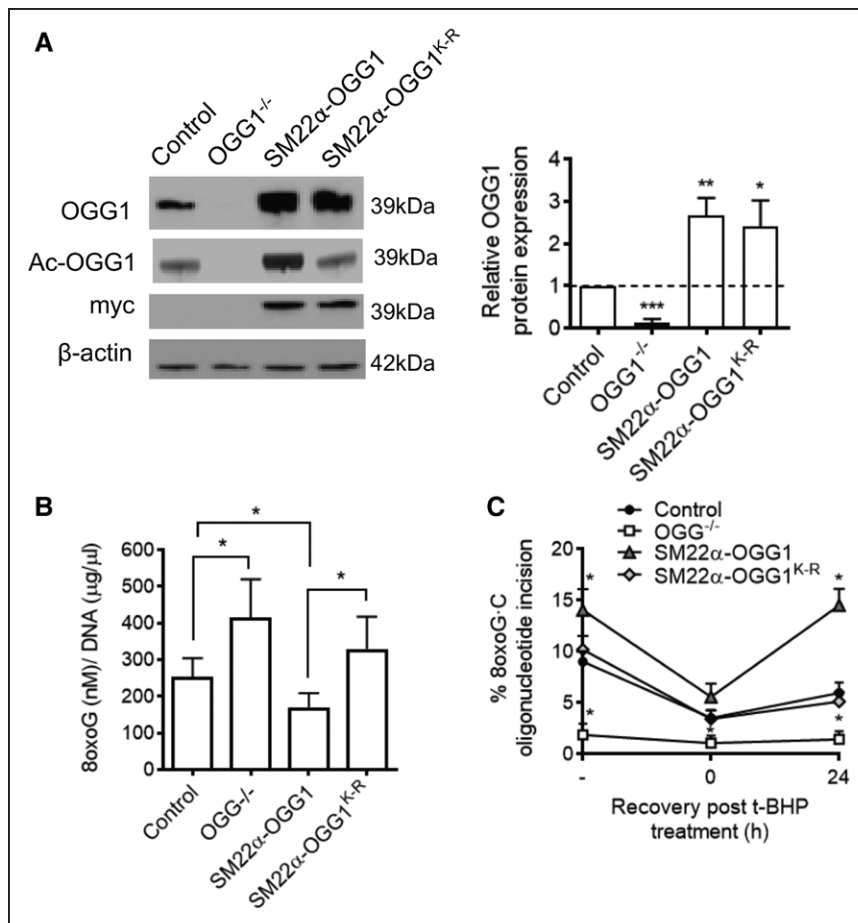 A
Control
OGG1-/-
SM22α-OGG1
SM22α-OGG1K-R
OGG1
39kDa
Ac-OGG1
39kDa
myc
39kDa
β-actin
42kDa
Relative OGG1
protein expression
4
3
2
1
0
**
*
***
Control
OGG1-/-
SM22α-OGG1
SM22α-OGG1K-R
B
8oxoG (nM)/ DNA (µg/µl)
600
500
400
300
200
100
0
*
*
*
Control
OGG-/-
SM22α-OGG1
SM22α-OGG1K-R
C
Control
OGG-/-
SM22α-OGG1
SM22α-OGG1K-R
% 8oxoG·C
oligonucleotide incision
20
15
10
5
0
*
*
*
*
*
- 0 24
Recovery post t-BHP
treatment (h)